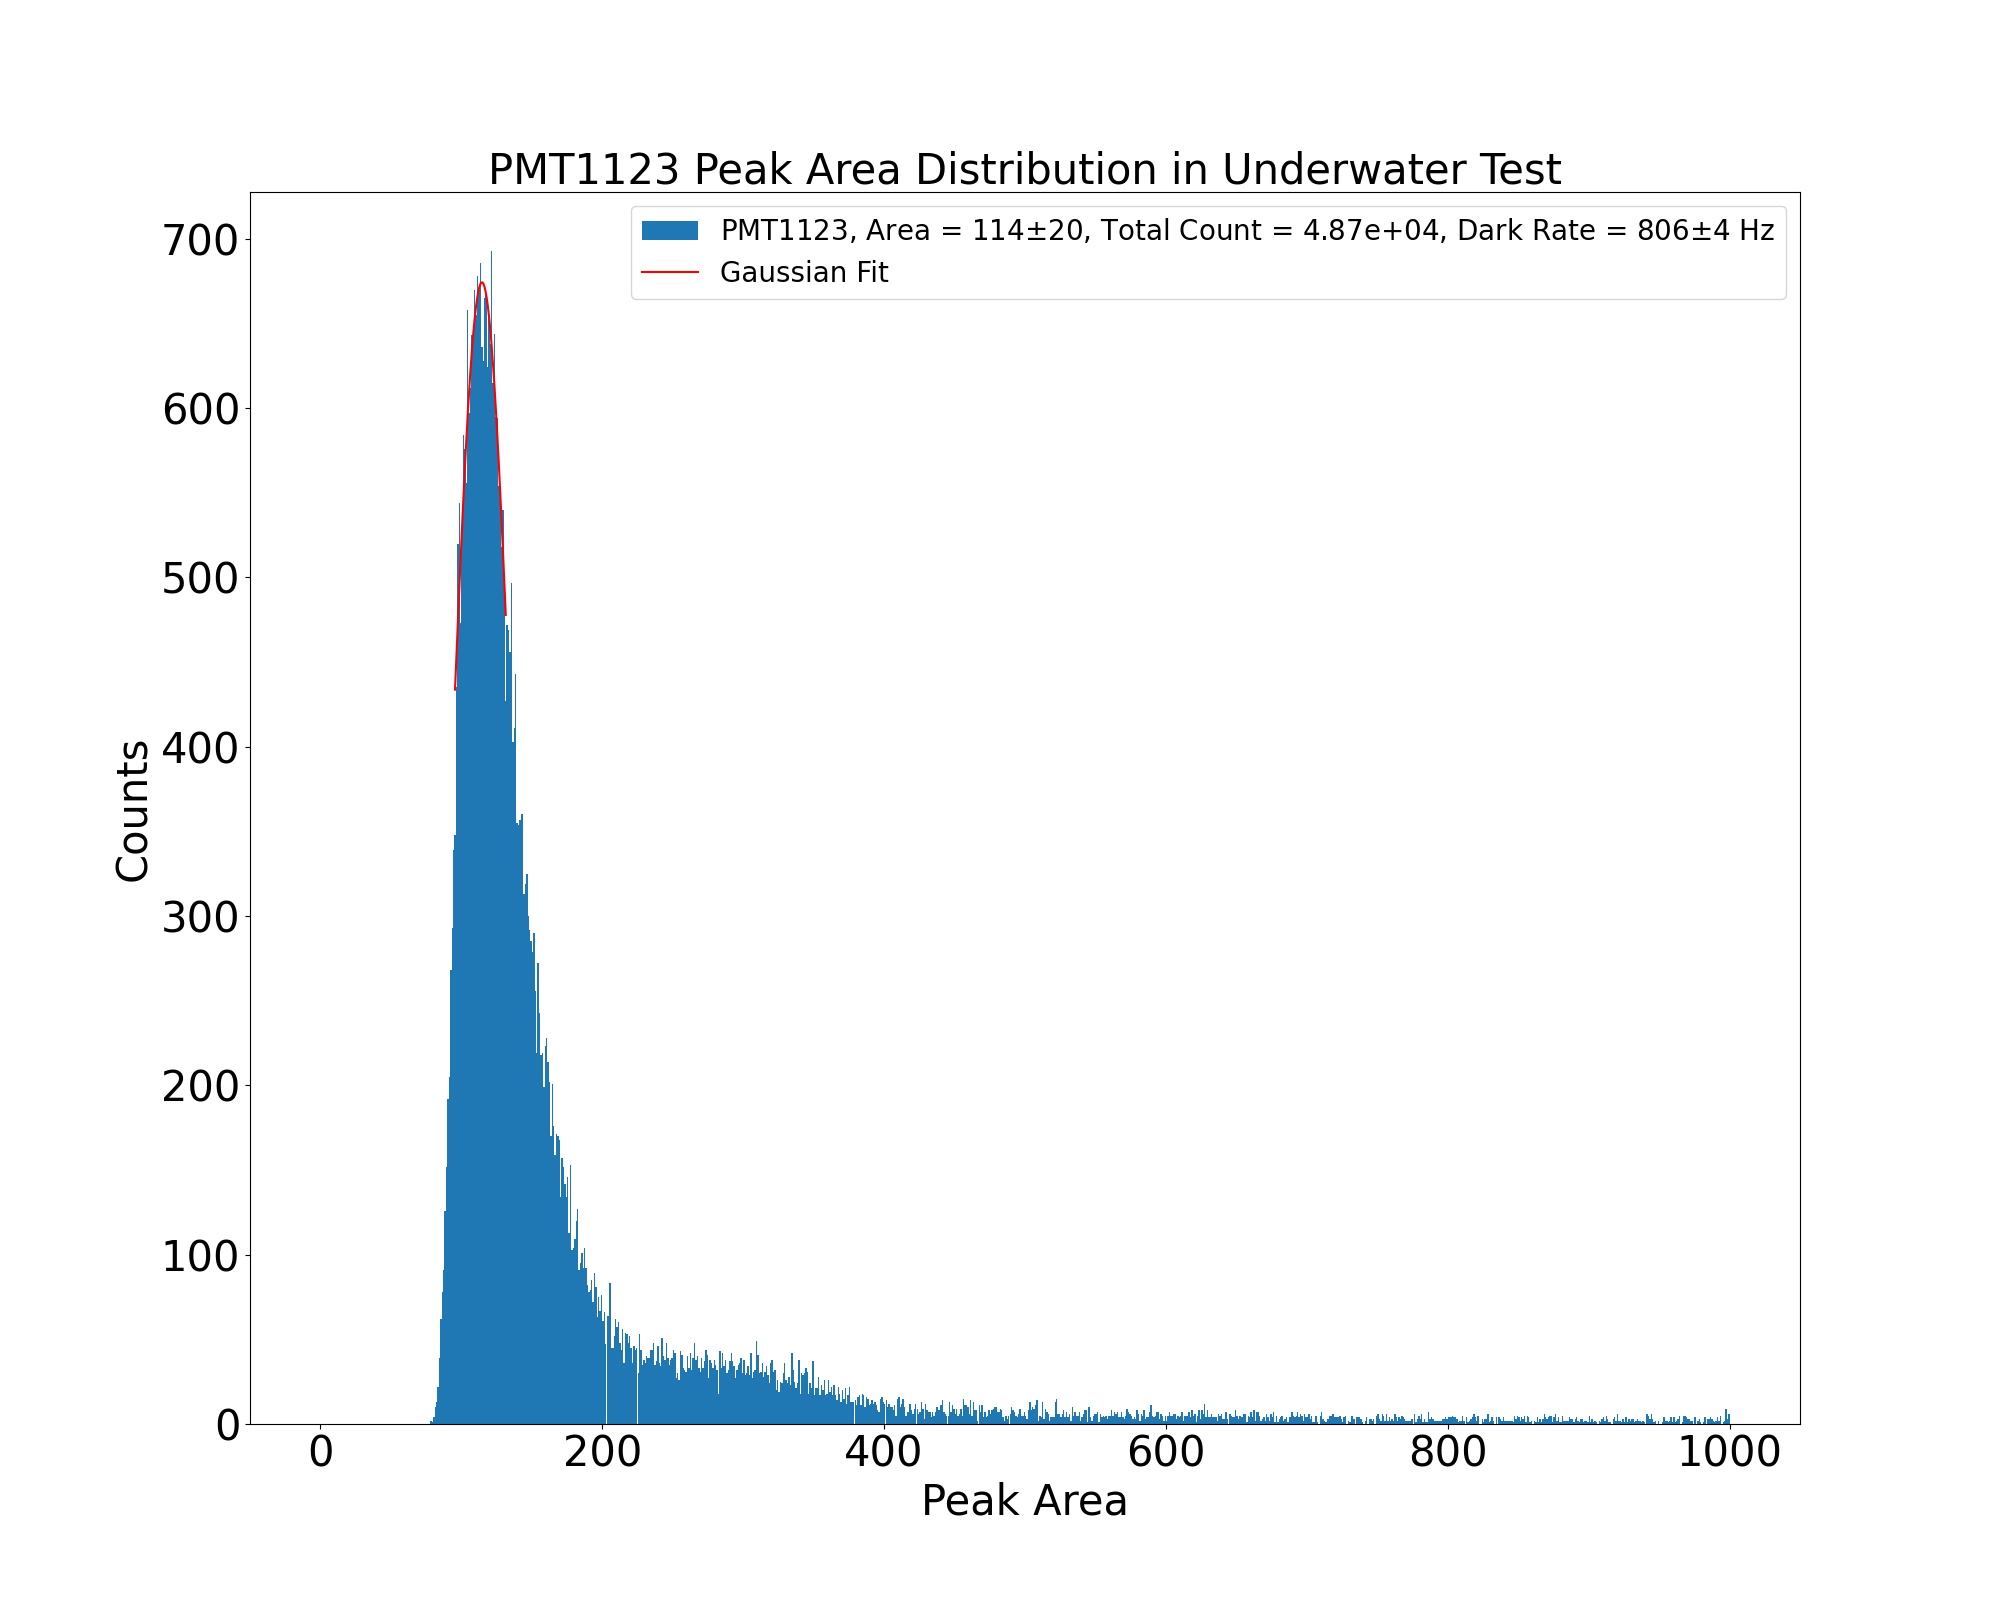 PMT1123 Peak Area Distribution in Underwater Test
PMT1123, Area = 114±20, Total Count = 4.87e+04, Dark Rate = 806±4 Hz
Gaussian Fit
700
600
500
400
300
200
100
0
Counts
0 200 400 600 800 1000
Peak Area